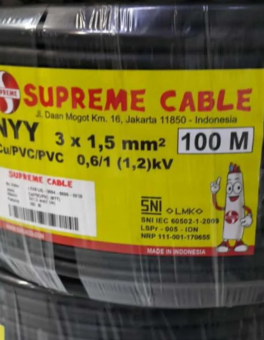 SUPREME
SUPREME CABLE
Jl. Daan Mogot Km. 16, Jakarta 11850 - Indonesia
NYY 3 x 1,5 mm² 100 M
Cu/PVC/PVC 0,6/1 (1,2)kV
SUPREME CABLE
SNI LMK
SNI IEC 60502-1-2009
LSPr - 005 - IDN
NRP 111-001-170655
MADE IN INDONESIA